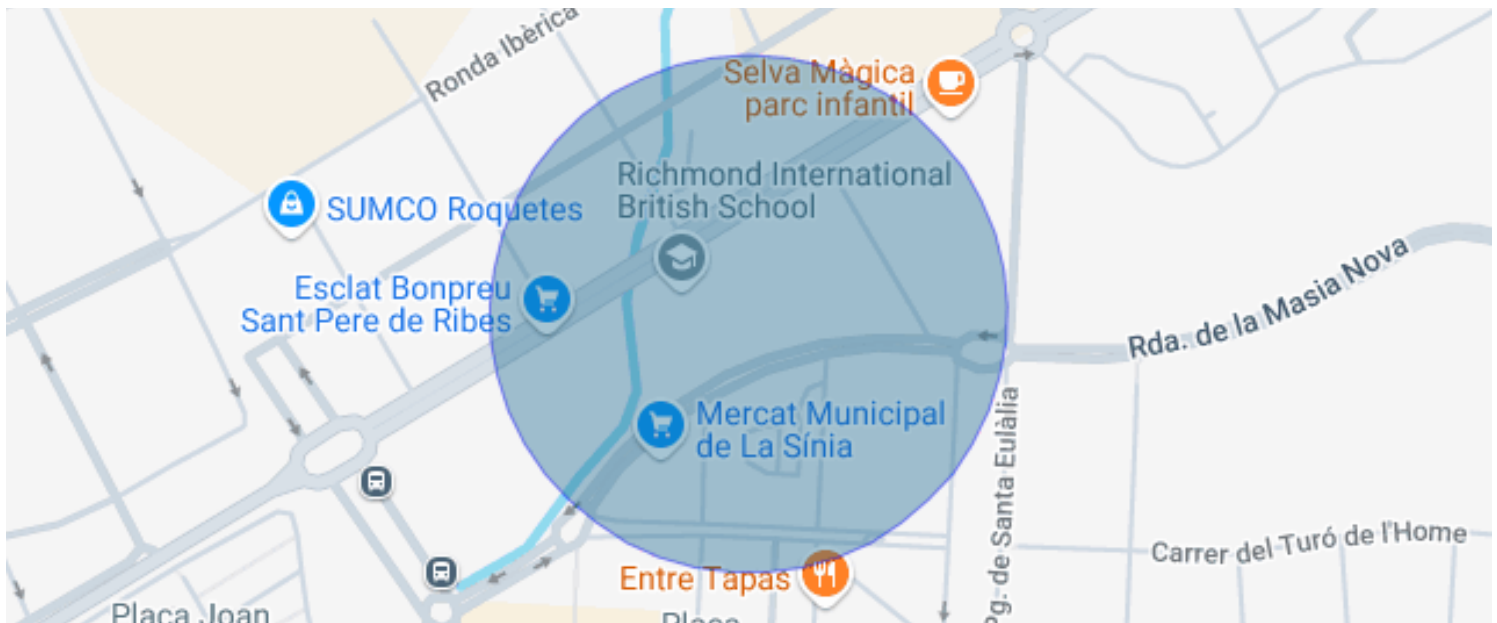 Ronda Ibèrica
Selva Màgica
parc infantil
Richmond International
British School
SUMCO Roquetes
Esclat Bonpreu
Sant Pere de Ribes
Rda. de la Masia Nova
Mercat Municipal
de La Sínia
Pg. de Santa Eulàlia
Carrer del Turó de l'Home
Entre Tapas
Plaça Joan
Plaça